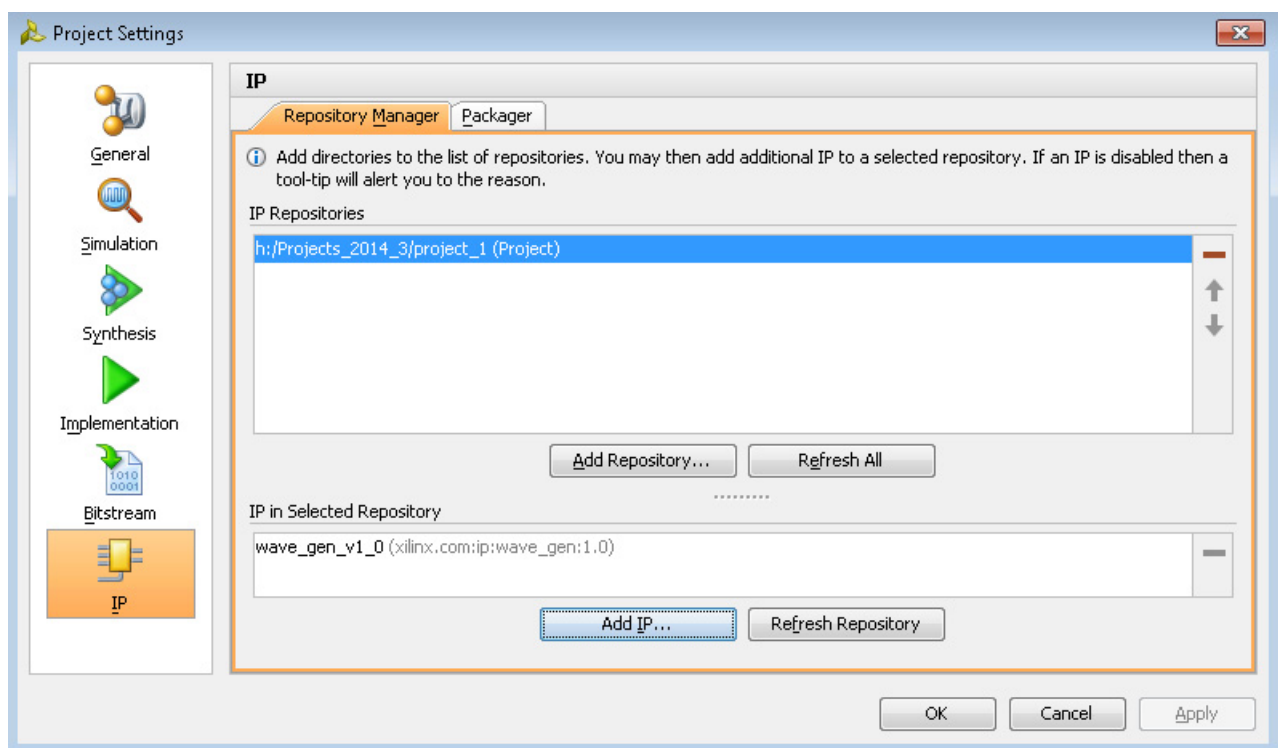 Project Settings
General
Simulation
Synthesis
Implementation
1010
0001
Bitstream
IP
IP
Repository Manager
Packager
Add directories to the list of repositories. You may then add additional IP to a selected repository. If an IP is disabled then a
tool-tip will alert you to the reason.
IP Repositories
h:/Projects_2014_3/project_1 (Project)
Add Repository...
Refresh All
IP in Selected Repository
wave_gen_v1_0 (xilinx.com:ip:wave_gen:1.0)
Add IP...
Refresh Repository
OK
Cancel
Apply